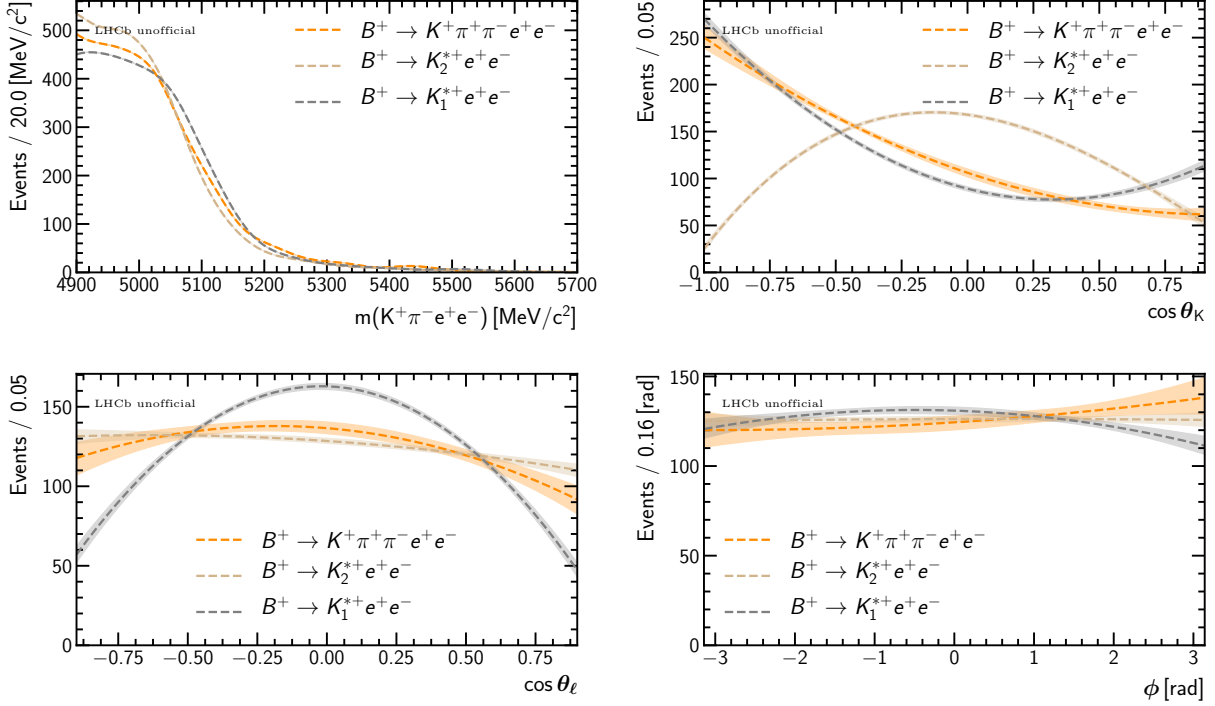 LHCb unofficial
B⁺ → K⁺π⁺π⁻e⁺e⁻
B⁺ → K₂*⁺e⁺e⁻
B⁺ → K₁*⁺e⁺e⁻
Events / 20.0 [MeV/c²]
500
400
300
200
100
0
4900 5000 5100 5200 5300 5400 5500 5600 5700
m(K⁺π⁻e⁺e⁻) [MeV/c²]
LHCb unofficial
B⁺ → K⁺π⁺π⁻e⁺e⁻
B⁺ → K₂*⁺e⁺e⁻
B⁺ → K₁*⁺e⁺e⁻
Events / 0.05
250
200
150
100
50
0
−1.00 −0.75 −0.50 −0.25 0.00 0.25 0.50 0.75
cos θ_K
LHCb unofficial
Events / 0.05
150
100
50
0
B⁺ → K⁺π⁺π⁻e⁺e⁻
B⁺ → K₂*⁺e⁺e⁻
B⁺ → K₁*⁺e⁺e⁻
−0.75 −0.50 −0.25 0.00 0.25 0.50 0.75
cos θ_ℓ
LHCb unofficial
Events / 0.16 [rad]
150
100
50
0
B⁺ → K⁺π⁺π⁻e⁺e⁻
B⁺ → K₂*⁺e⁺e⁻
B⁺ → K₁*⁺e⁺e⁻
−3 −2 −1 0 1 2 3
ϕ [rad]